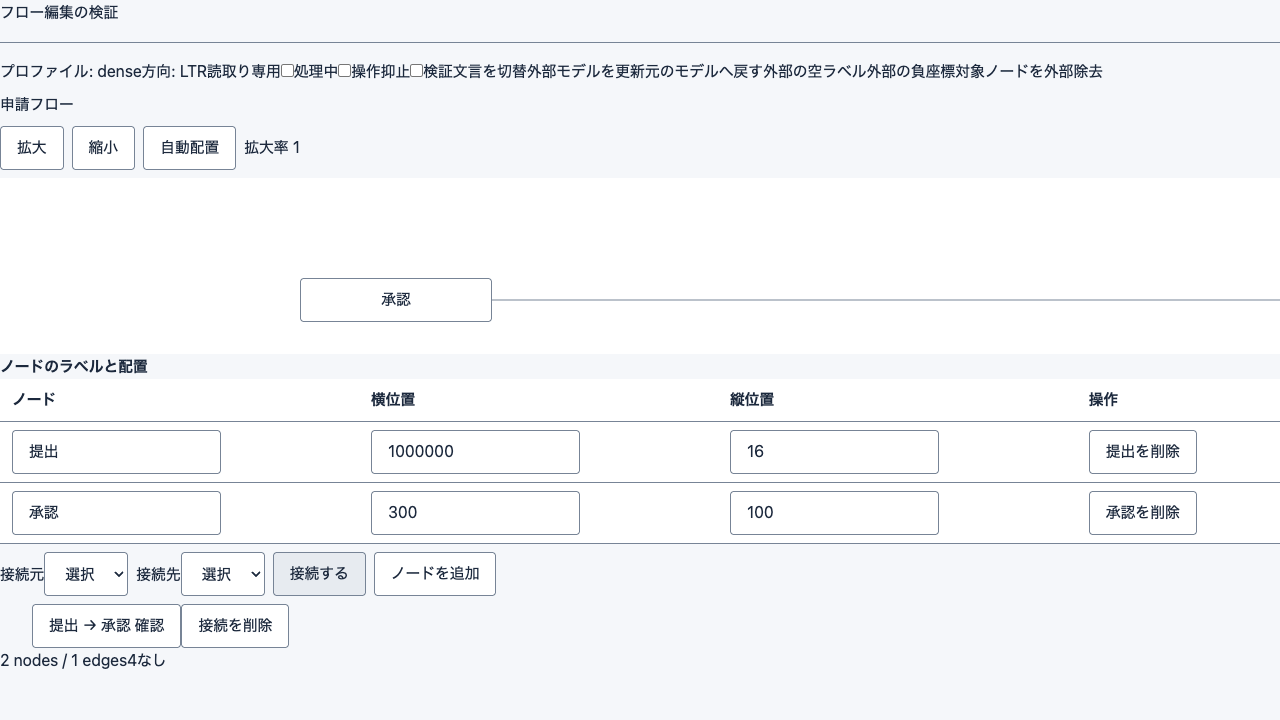 フロー編集の検証
プロファイル: dense方向: LTR読取り専用処理中操作抑止検証文言を切替外部モデルを更新元のモデルへ戻す外部の空ラベル外部の負座標対象ノードを外部除去
申請フロー
拡大 縮小 自動配置 拡大率 1
承認
ノードのラベルと配置
ノード 横位置 縦位置 操作
提出 1000000 16 提出を削除
承認 300 100 承認を削除
接続元 選択 接続先 選択 接続する ノードを追加
提出 → 承認 確認 接続を削除
2 nodes / 1 edges4なし